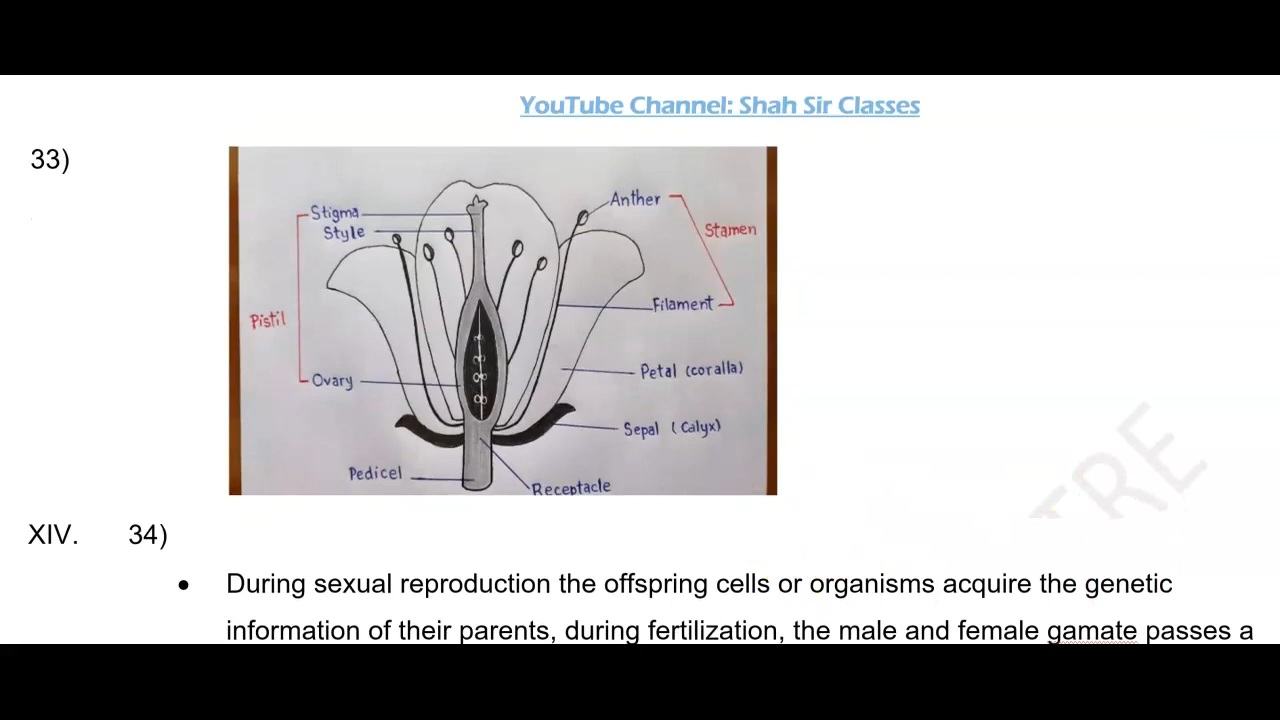 YouTube Channel: Shah Sir Classes
33)
Stigma
Style
Pistil
Ovary
Pedicel
Anther
Stamen
Filament
Petal (coralla)
Sepal (Calyx)
Receptacle
TRE
XIV. 34)
• During sexual reproduction the offspring cells or organisms acquire the genetic
information of their parents, during fertilization, the male and female gamate passes a